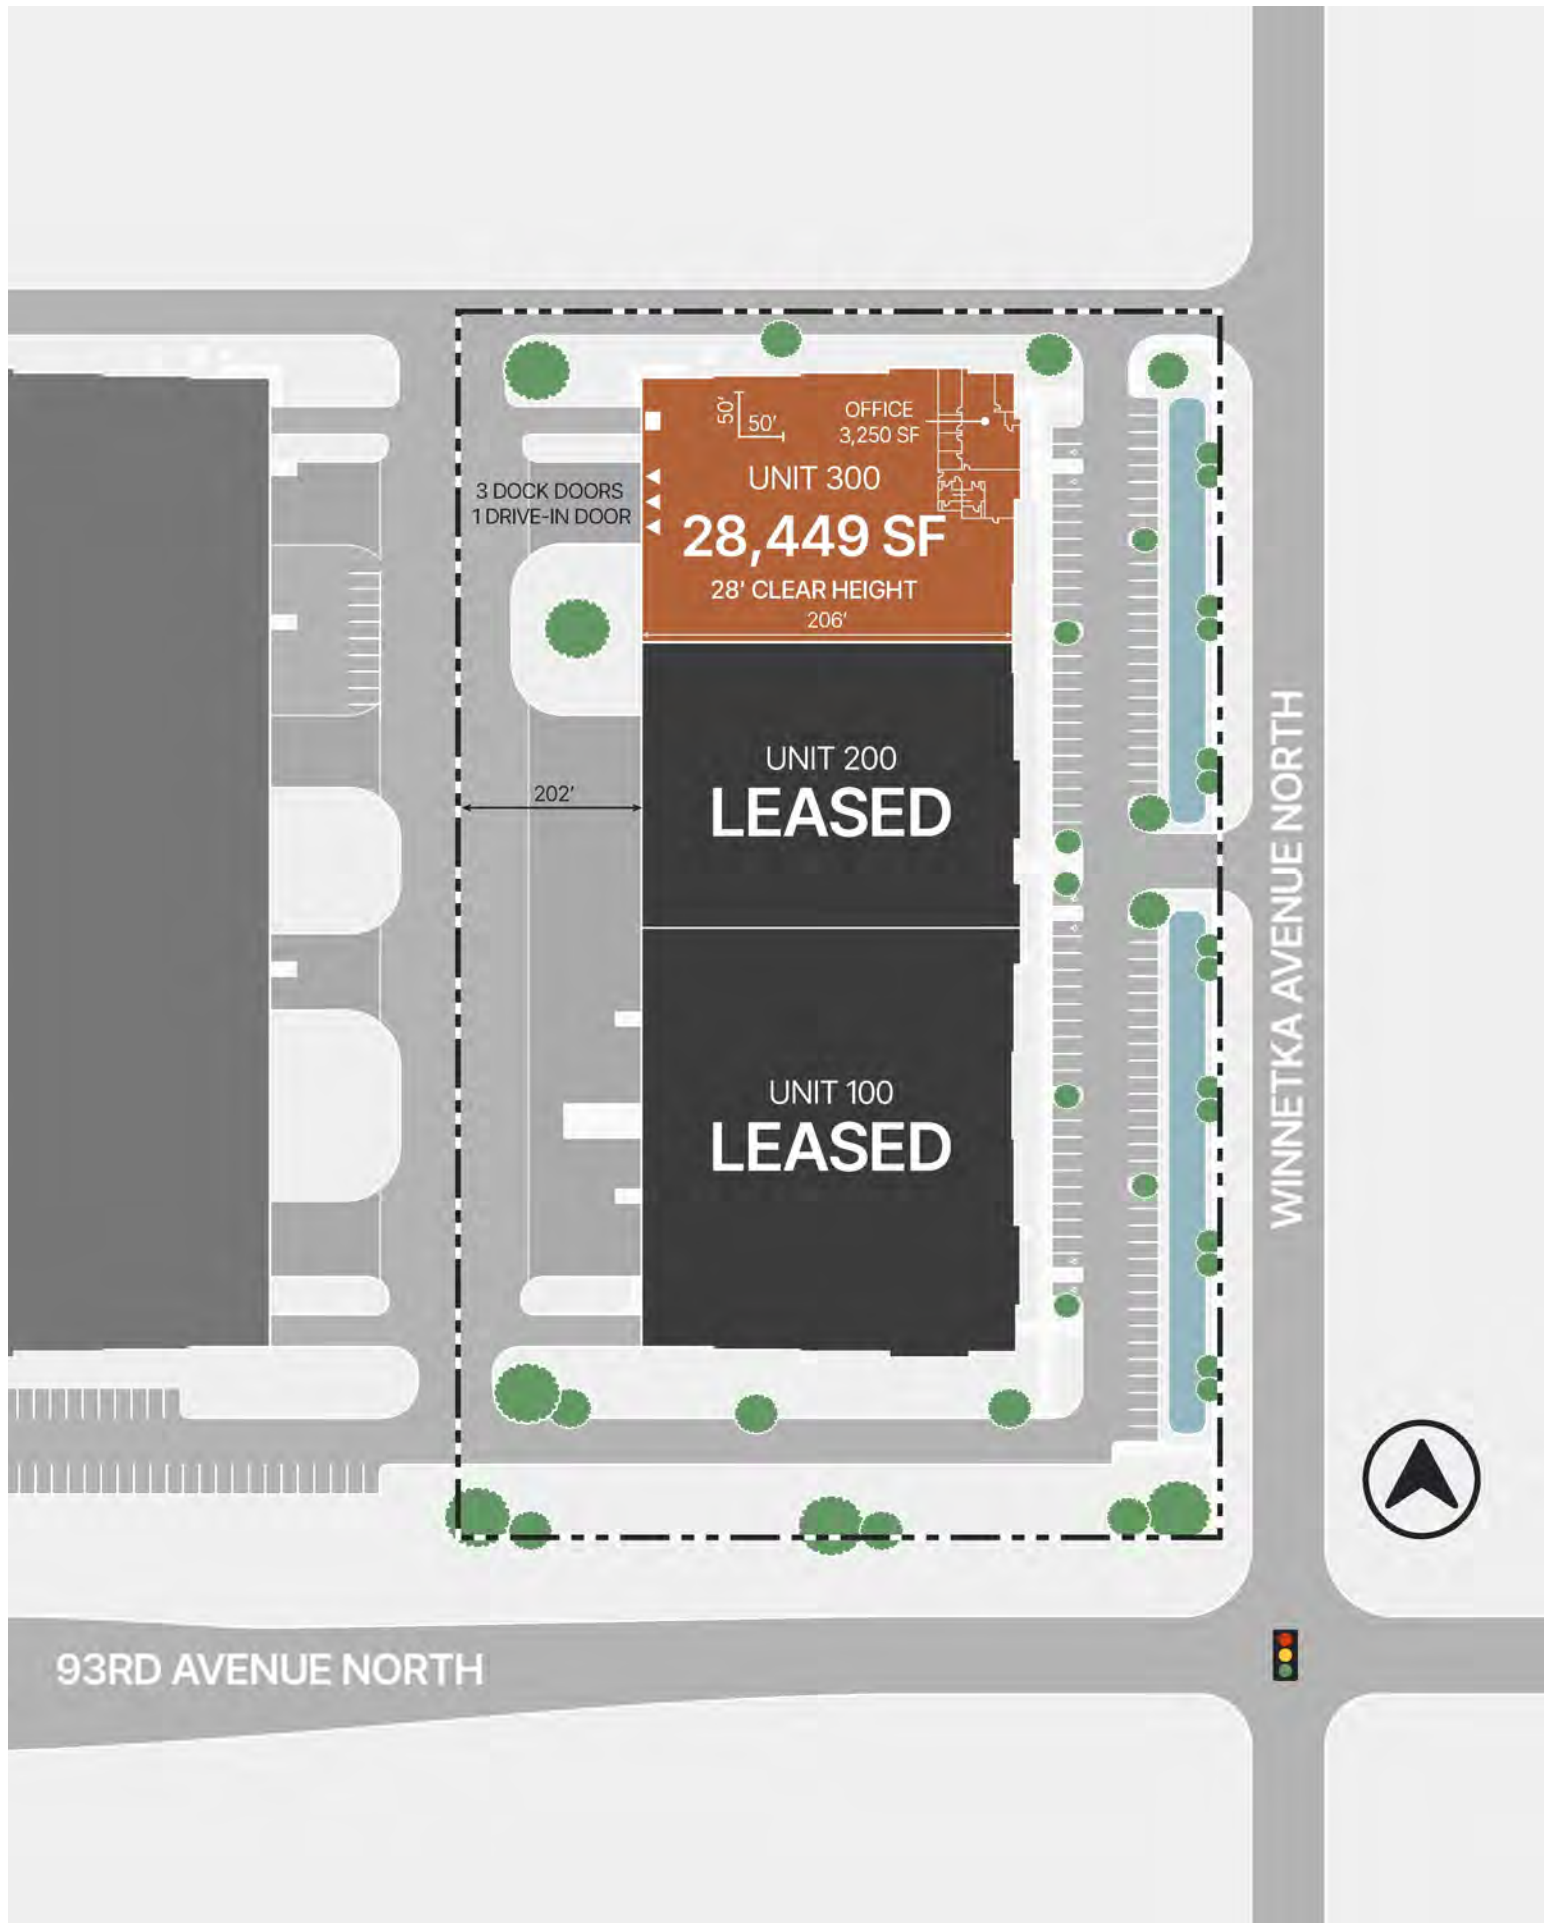 50'
50'
OFFICE
3,250 SF
UNIT 300
3 DOCK DOORS
1 DRIVE-IN DOOR
28,449 SF
28' CLEAR HEIGHT
206'
UNIT 200
LEASED
202'
WINNETKA AVENUE NORTH
UNIT 100
LEASED
93RD AVENUE NORTH